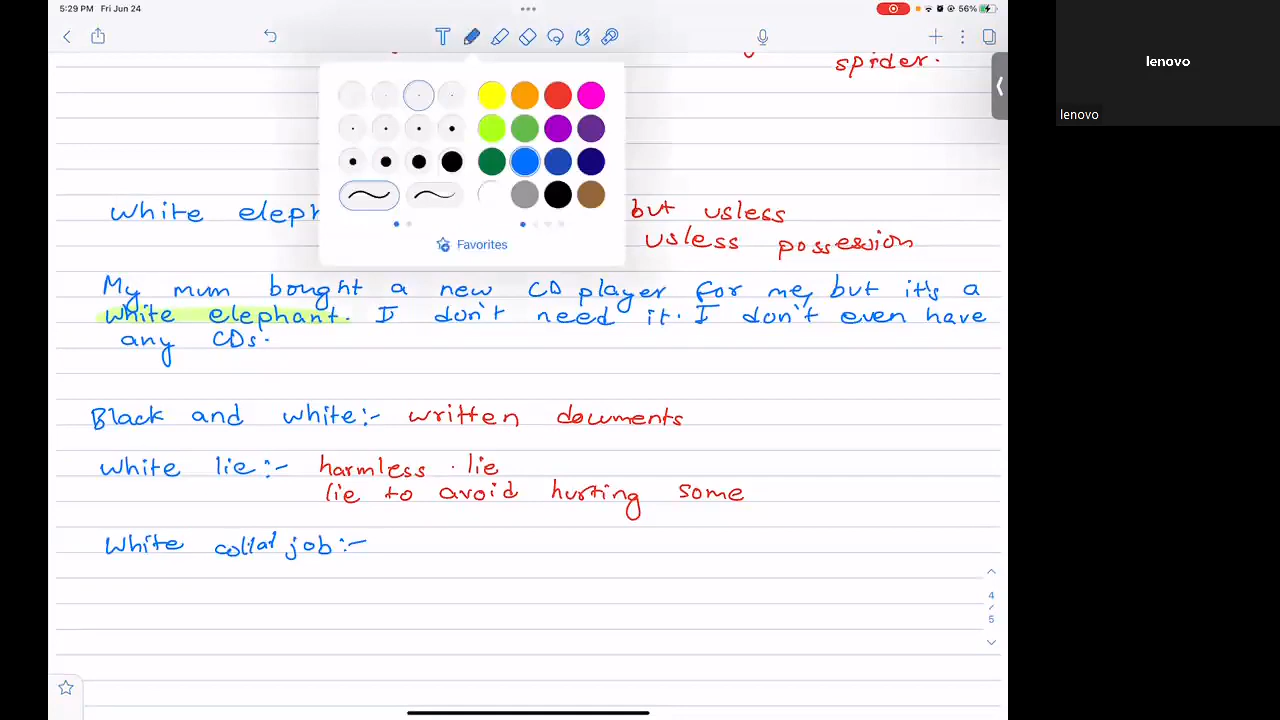 5:29 PM Fri Jun 24
56%
T
spider.
lenovo
lenovo
White
but usless
usless possession
Favorites
My mum bought a new CD player for me, but it's a
white elephant. I don't need it. I don't even have
any CDs.
Black and white:- written documents
White lie:- harmless lie
lie to avoid hurting some
White collar job:-
4
/
5